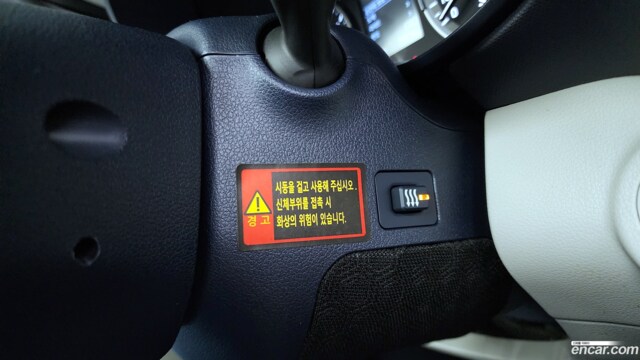 시동을 걸고 사용해 주십시오.
신체부위를 접촉 시
화상의 위험이 있습니다.
경고
encar.com